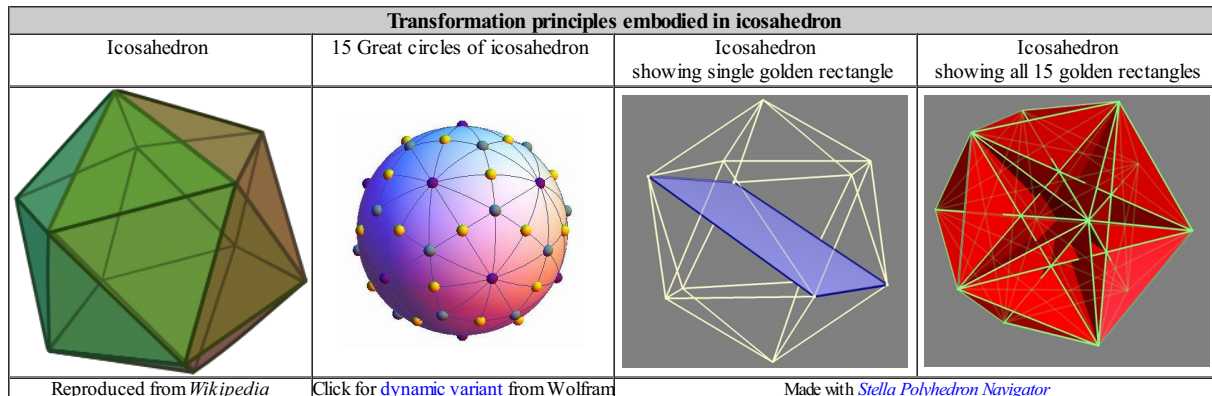 Transformation principles embodied in icosahedron
Icosahedron
15 Great circles of icosahedron
Icosahedron
showing single golden rectangle
Icosahedron
showing all 15 golden rectangles
Reproduced from Wikipedia
Click for dynamic variant from Wolfram
Made with Stella Polyhedron Navigator